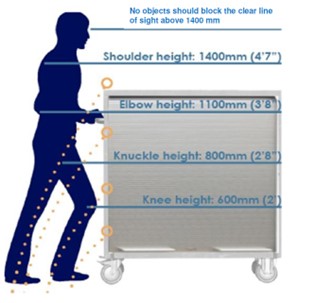 No objects should block the clear line
of sight above 1400 mm
Shoulder height: 1400mm (4'7")
Elbow height: 1100mm (3'8")
Knuckle height: 800mm (2'8")
Knee height: 600mm (2')